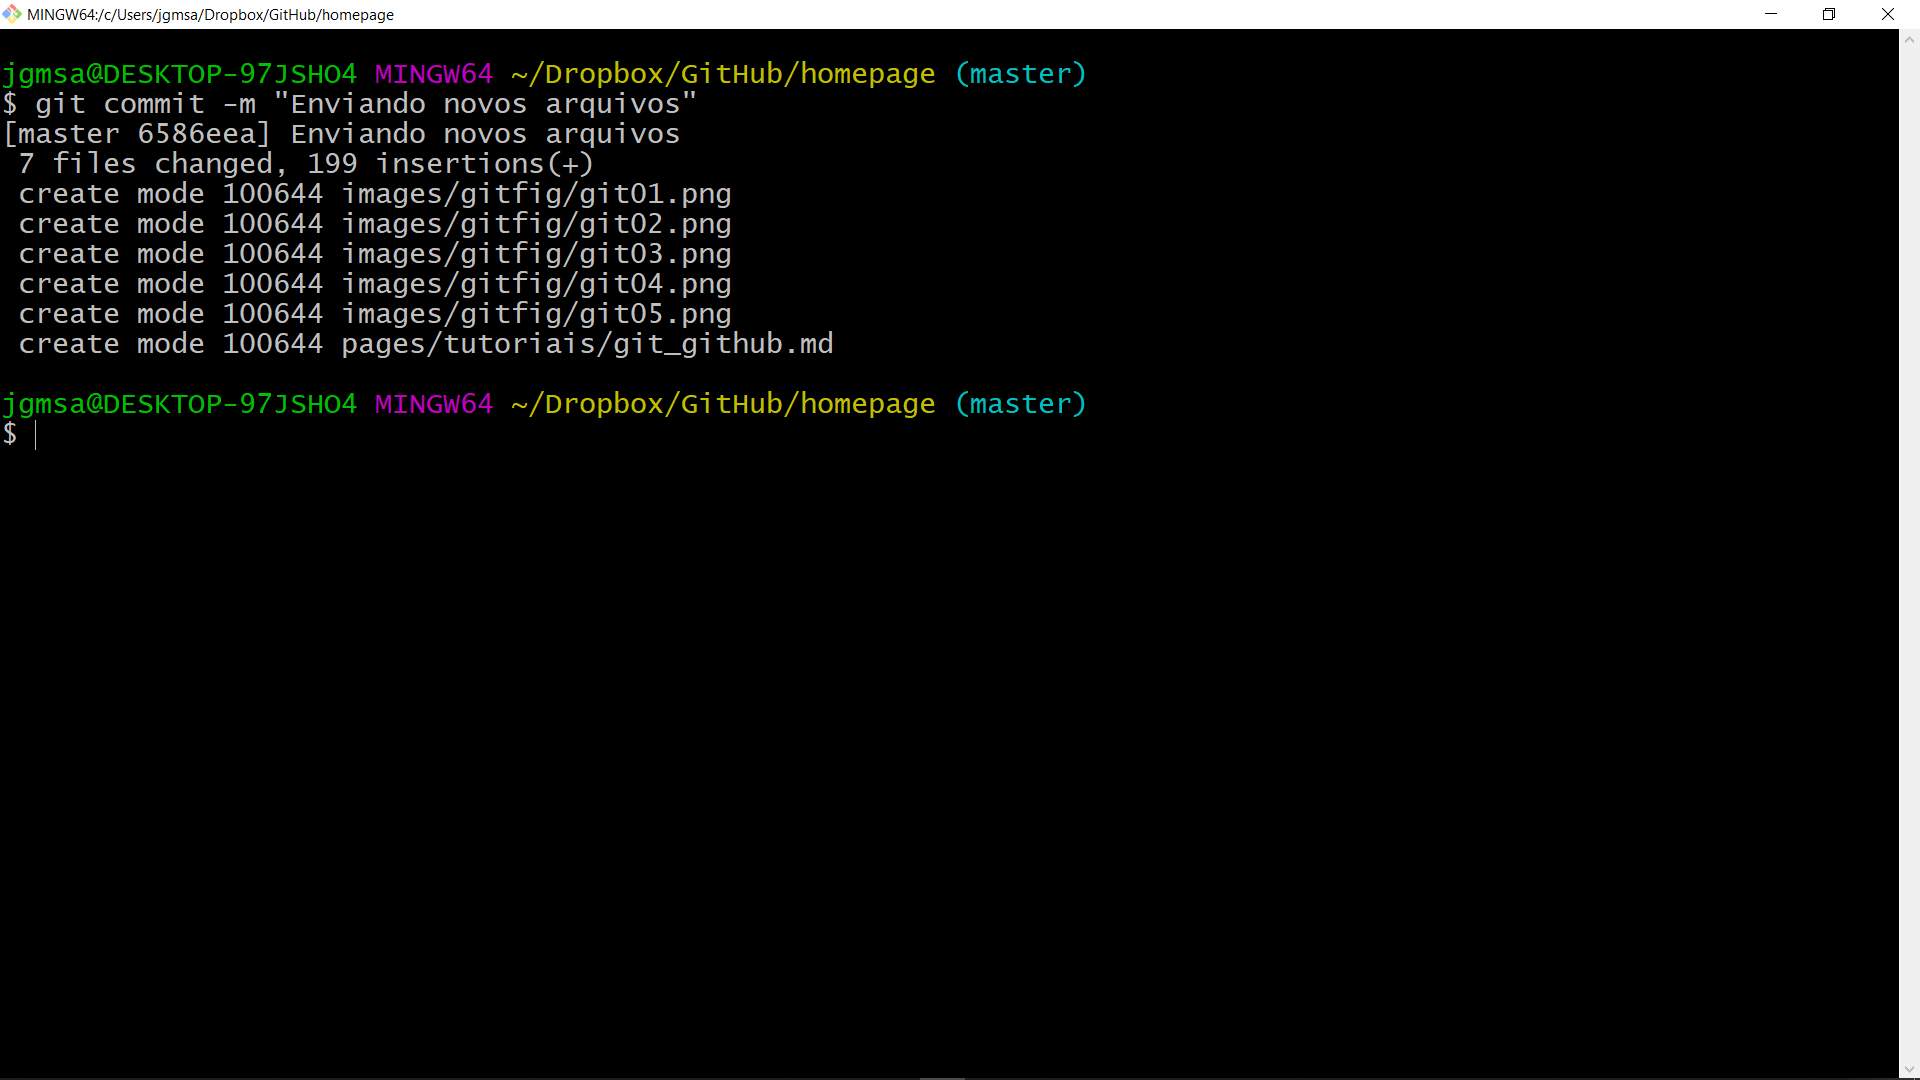 MINGW64:/c/Users/jgmsa/Dropbox/GitHub/homepage
jgmsa@DESKTOP-97JSHO4 MINGW64 ~/Dropbox/GitHub/homepage (master)
$ git commit -m "Enviando novos arquivos"
[master 6586eea] Enviando novos arquivos
 7 files changed, 199 insertions(+)
 create mode 100644 images/gitfig/git01.png
 create mode 100644 images/gitfig/git02.png
 create mode 100644 images/gitfig/git03.png
 create mode 100644 images/gitfig/git04.png
 create mode 100644 images/gitfig/git05.png
 create mode 100644 pages/tutoriais/git_github.md
jgmsa@DESKTOP-97JSHO4 MINGW64 ~/Dropbox/GitHub/homepage (master)
$